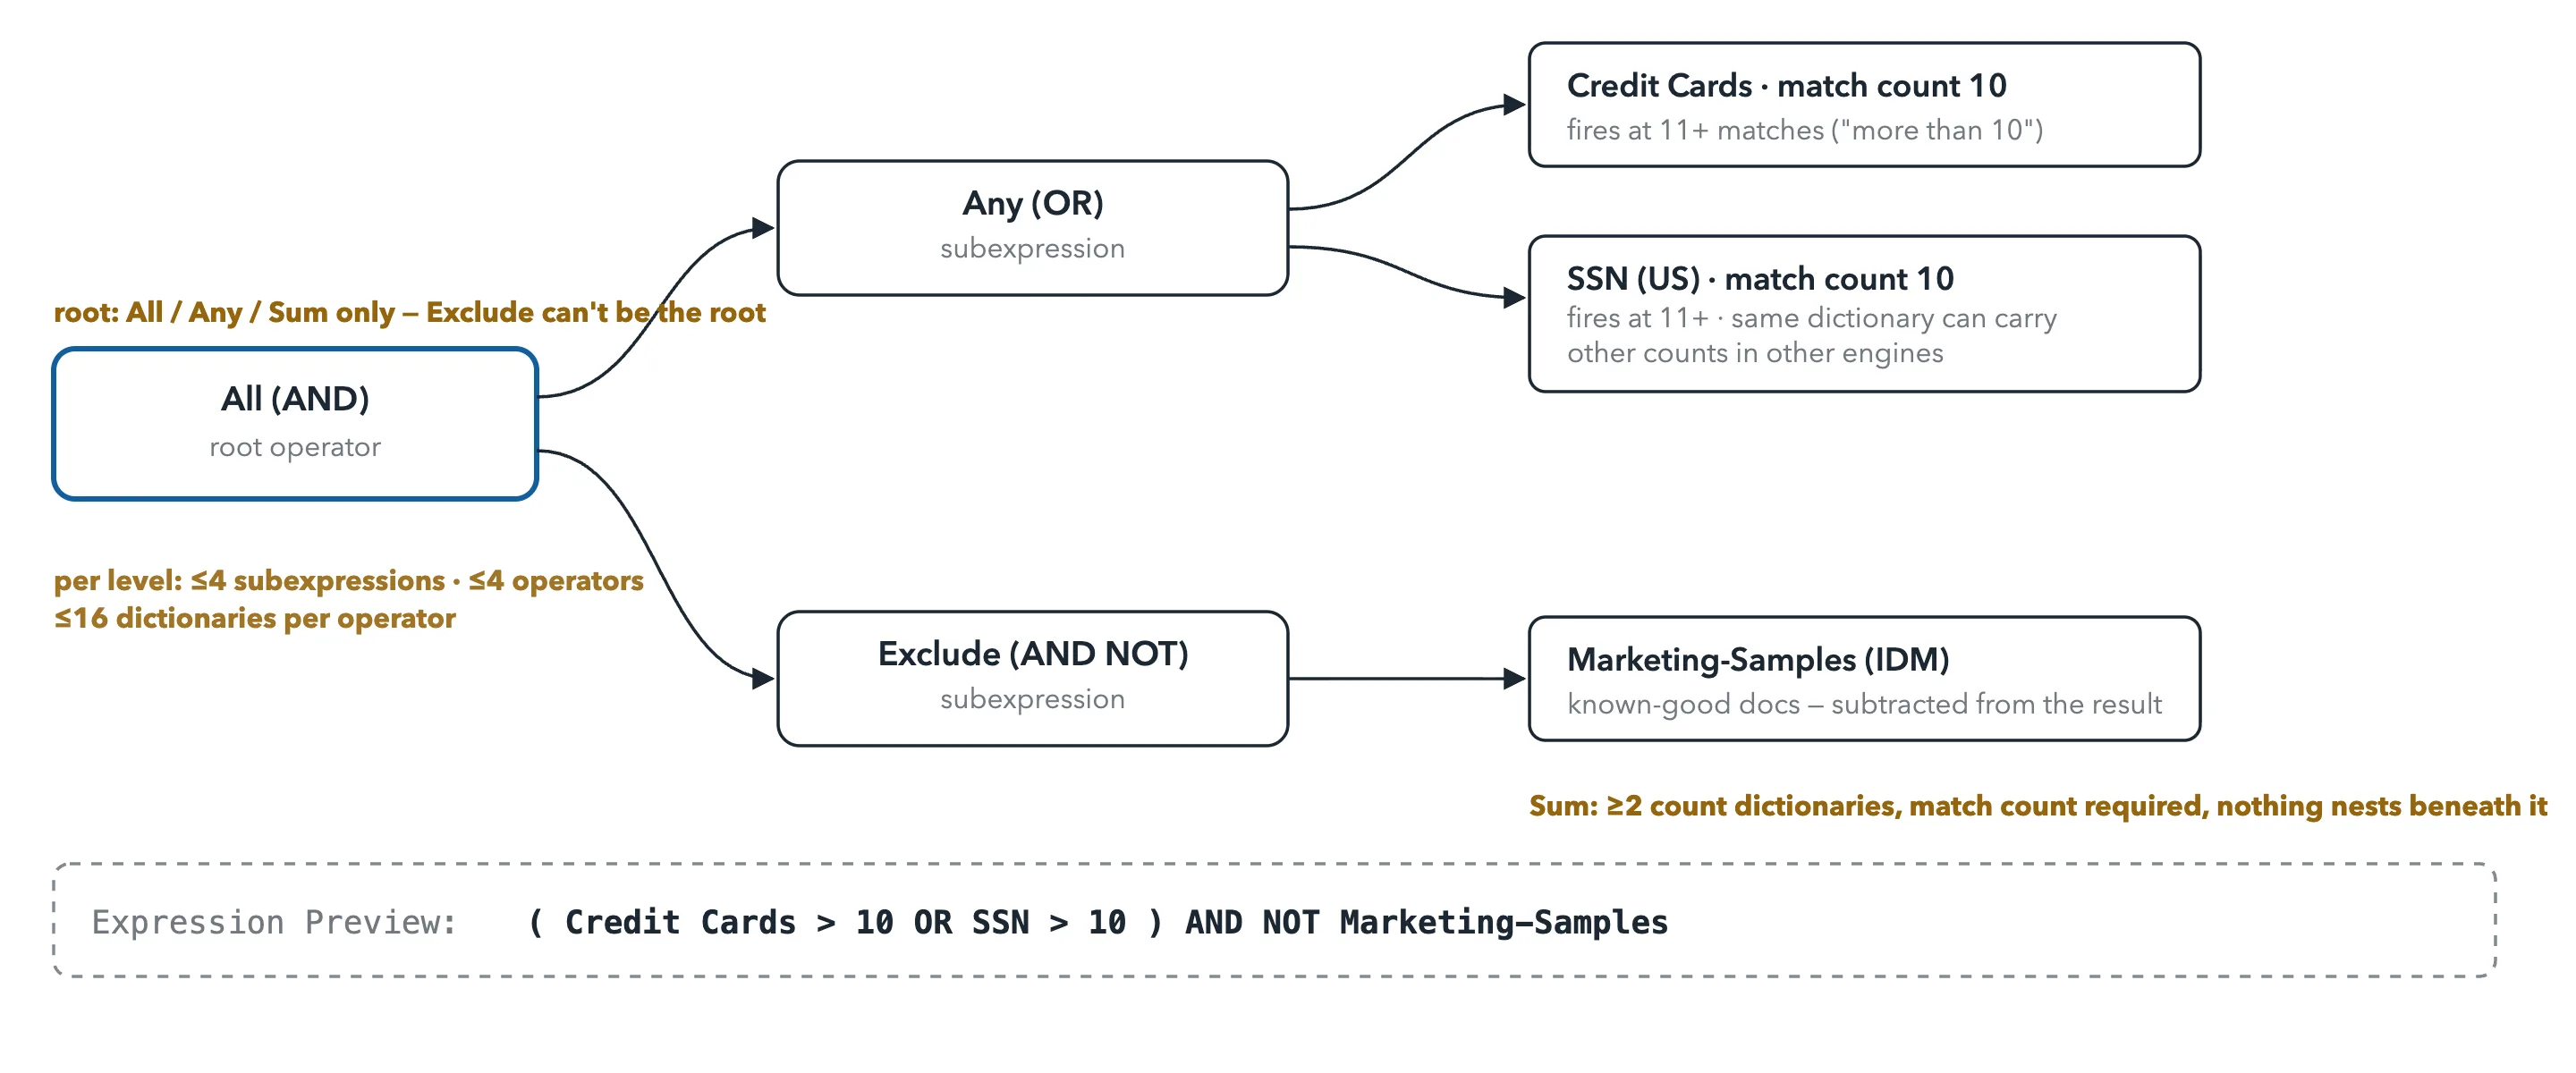 Credit Cards · match count 10
fires at 11+ matches ("more than 10")
Any (OR)
subexpression
SSN (US) · match count 10
fires at 11+ · same dictionary can carry
other counts in other engines
root: All / Any / Sum only – Exclude can't be the root
All (AND)
root operator
per level: ≤4 subexpressions · ≤4 operators
≤16 dictionaries per operator
Exclude (AND NOT)
subexpression
Marketing-Samples (IDM)
known-good docs – subtracted from the result
Sum: ≥2 count dictionaries, match count required, nothing nests beneath it
Expression Preview: ( Credit Cards > 10 OR SSN > 10 ) AND NOT Marketing-Samples